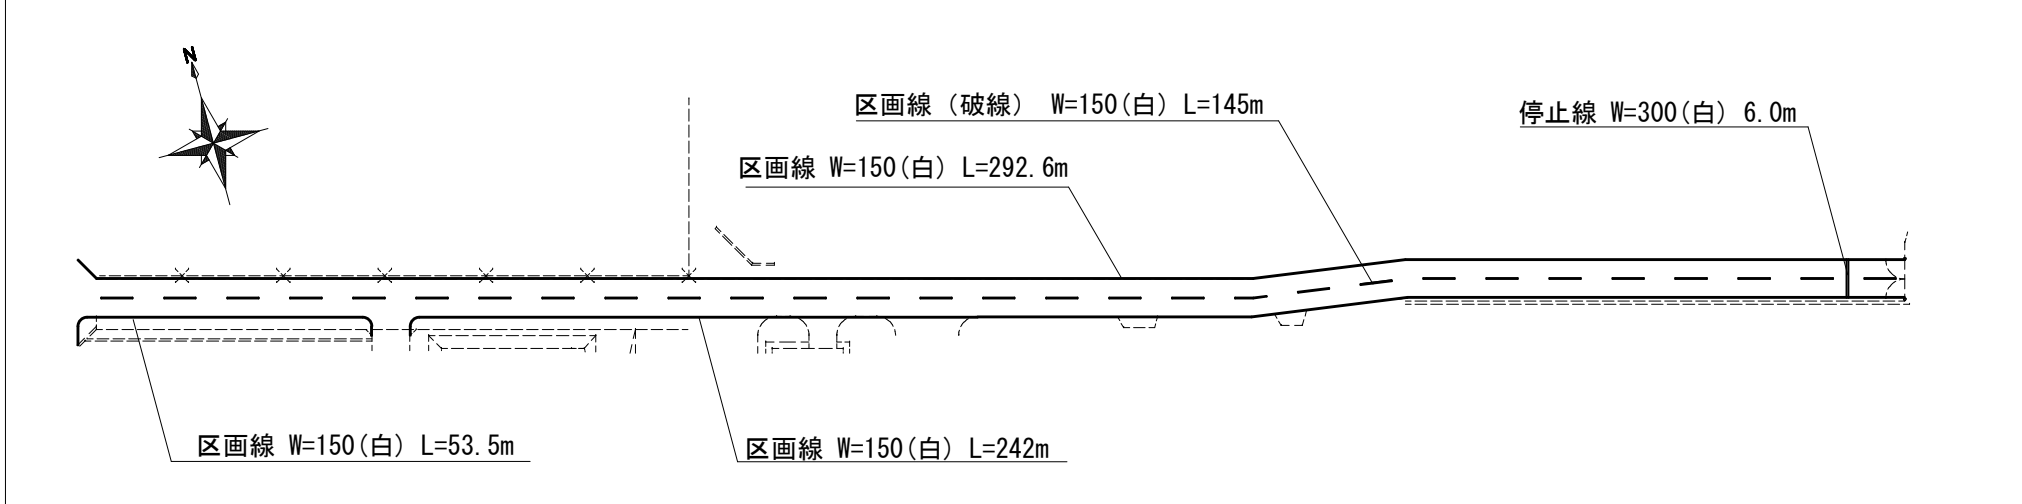 N
区画線（破線） W=150(白) L=145m
停止線 W=300(白) 6.0m
区画線 W=150(白) L=292.6m
区画線 W=150(白) L=53.5m
区画線 W=150(白) L=242m